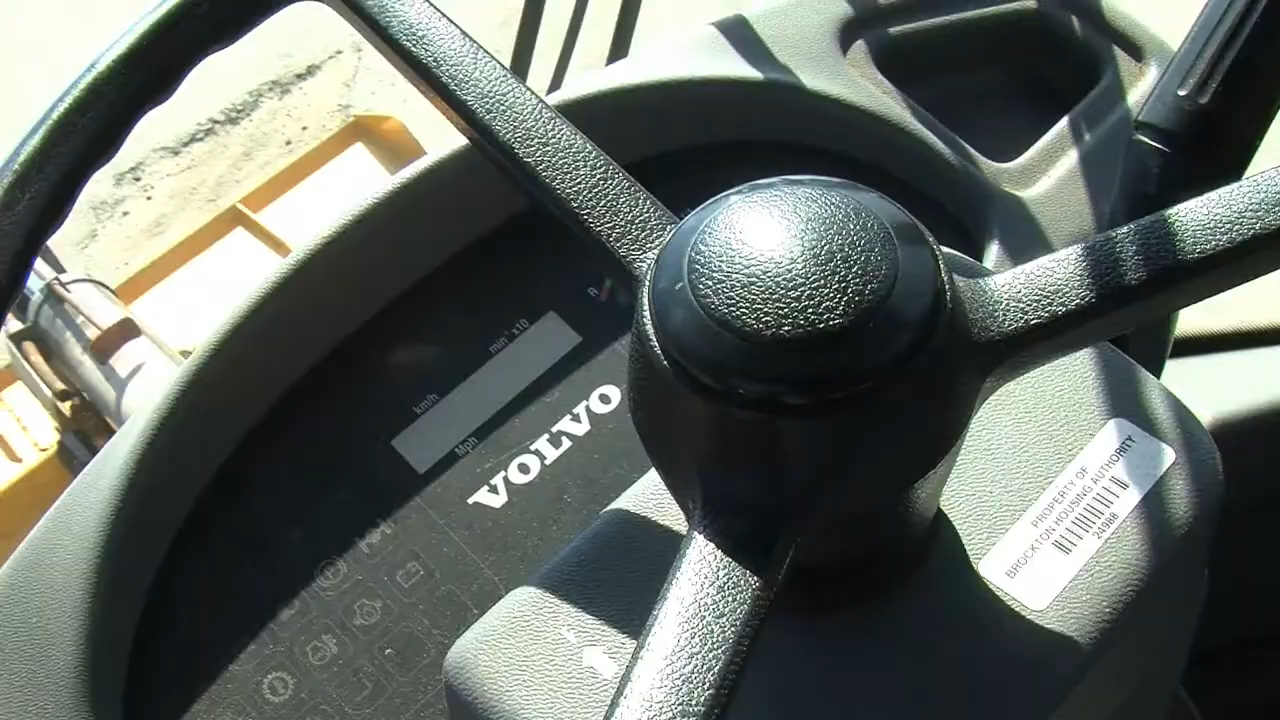 R
min⁻¹ x10
km/h
Mph
VOLVO
PROPERTY OF
BROCKTON HOUSING AUTHORITY
24988